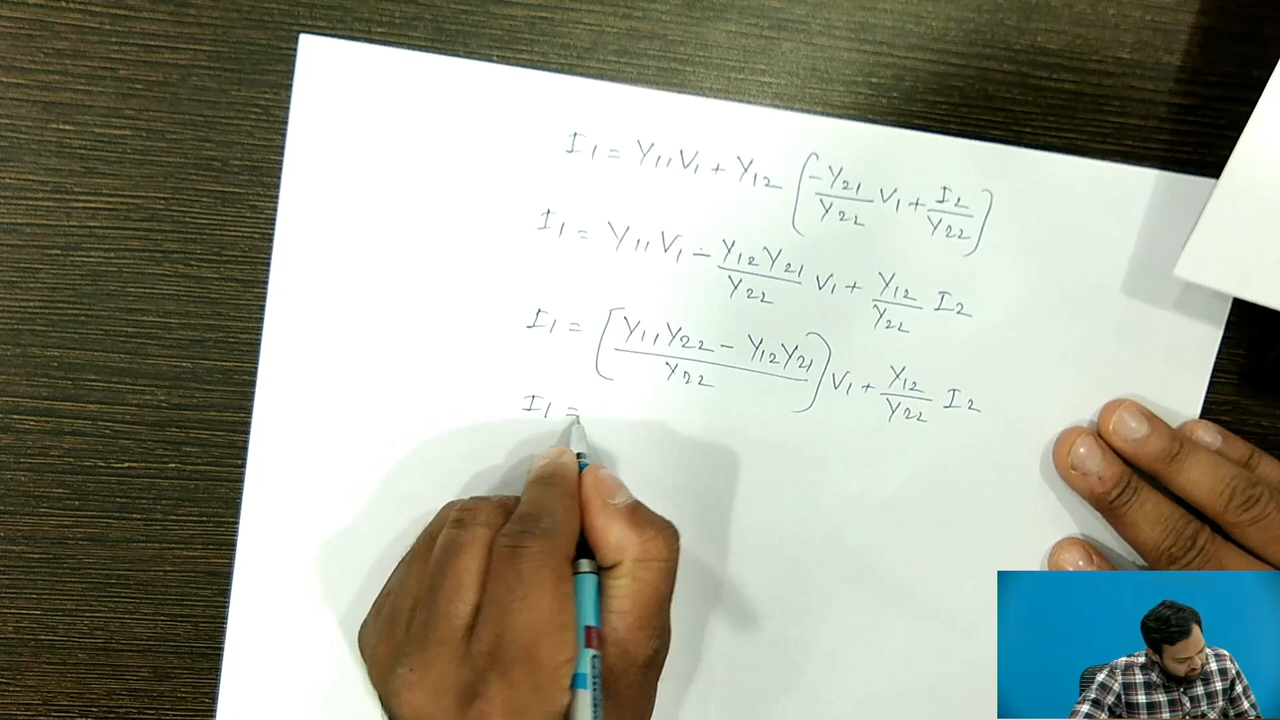 I1 = Y11V1 + Y12 (-Y21/Y22 V1 + I2/Y22)
I1 = Y11V1 - Y12Y21/Y22 V1 + Y12/Y22 I2
I1 = (Y11Y22 - Y12Y21/Y22) V1 + Y12/Y22 I2
I1 =